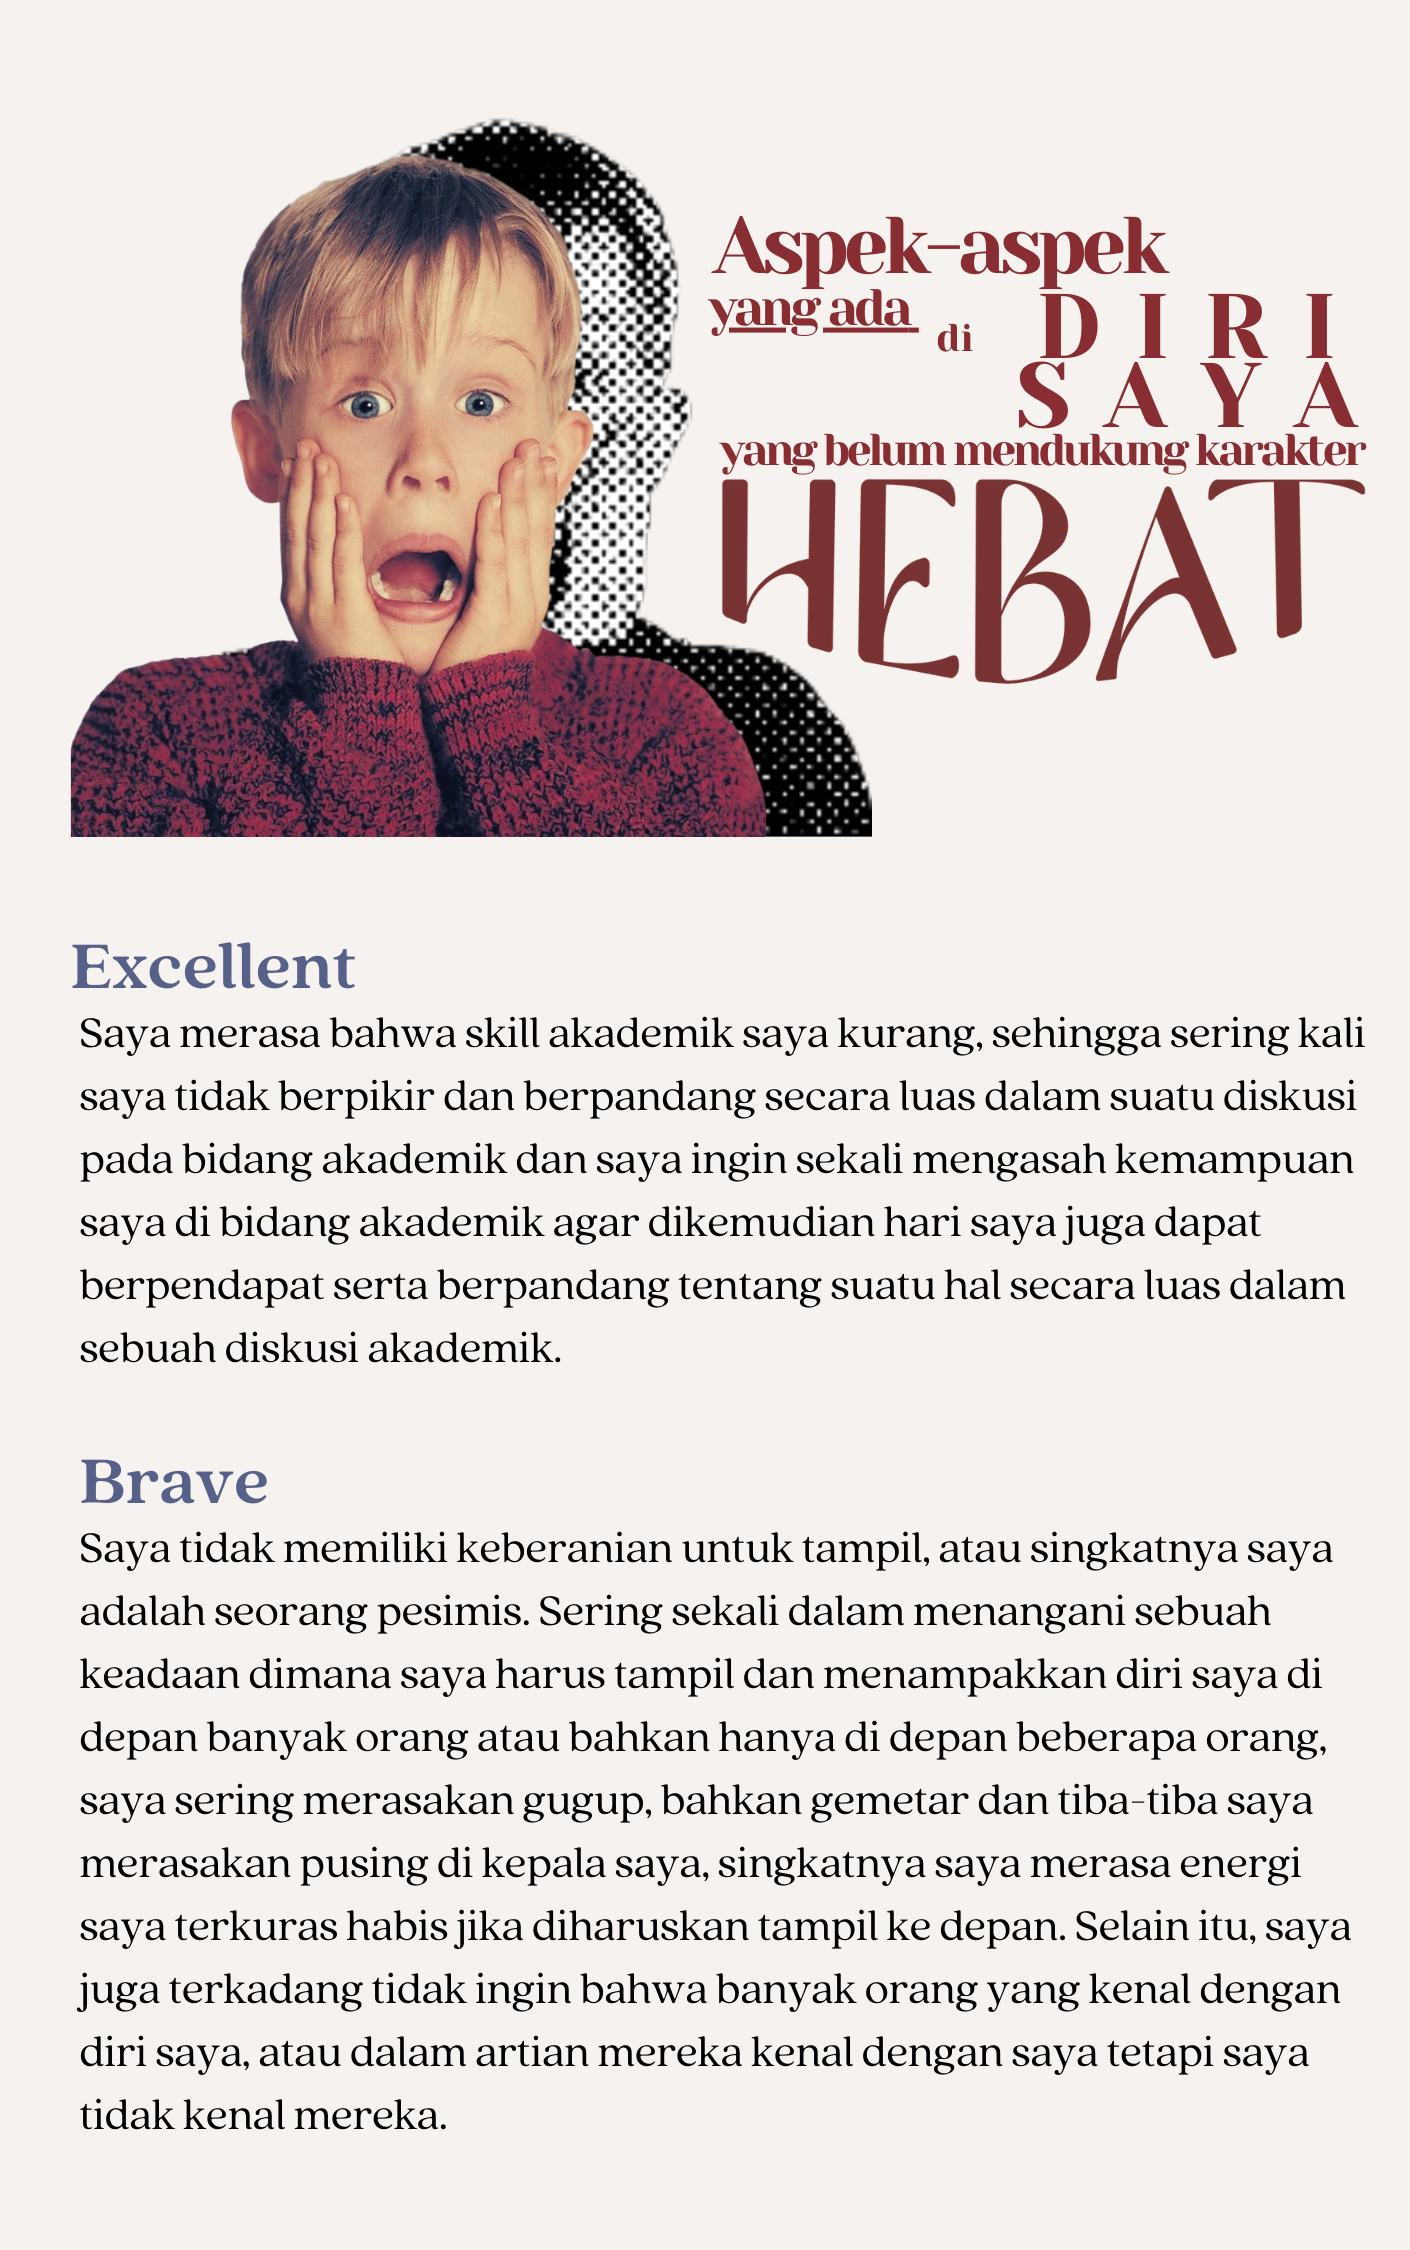 Aspek-aspek
yang ada di DIRI
SAYA
yang belum mendukung karakter
HEBAT
Excellent
Saya merasa bahwa skill akademik saya kurang, sehingga sering kali
saya tidak berpikir dan berpandang secara luas dalam suatu diskusi
pada bidang akademik dan saya ingin sekali mengasah kemampuan
saya di bidang akademik agar dikemudian hari saya juga dapat
berpendapat serta berpandang tentang suatu hal secara luas dalam
sebuah diskusi akademik.
Brave
Saya tidak memiliki keberanian untuk tampil, atau singkatnya saya
adalah seorang pesimis. Sering sekali dalam menangani sebuah
keadaan dimana saya harus tampil dan menampakkan diri saya di
depan banyak orang atau bahkan hanya di depan beberapa orang,
saya sering merasakan gugup, bahkan gemetar dan tiba-tiba saya
merasakan pusing di kepala saya, singkatnya saya merasa energi
saya terkuras habis jika diharuskan tampil ke depan. Selain itu, saya
juga terkadang tidak ingin bahwa banyak orang yang kenal dengan
diri saya, atau dalam artian mereka kenal dengan saya tetapi saya
tidak kenal mereka.